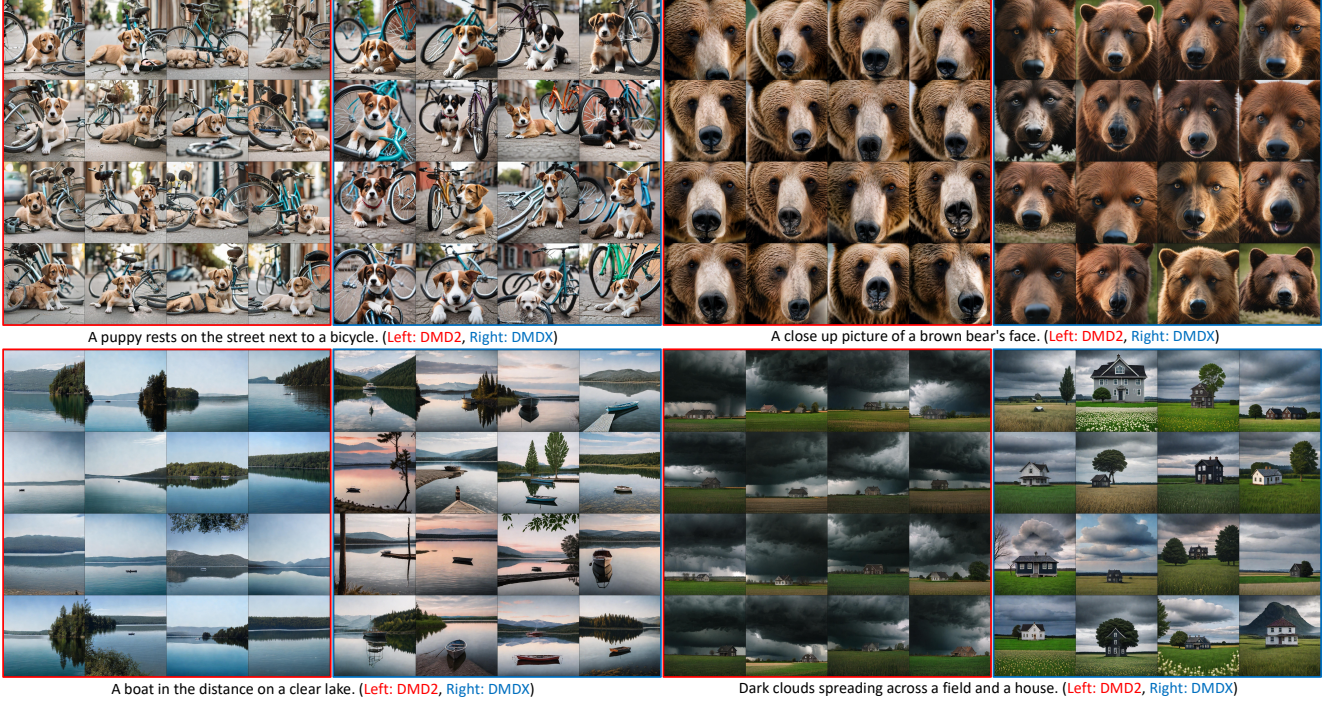 A puppy rests on the street next to a bicycle. (Left: DMD2, Right: DMDX)
A close up picture of a brown bear's face. (Left: DMD2, Right: DMDX)
A boat in the distance on a clear lake. (Left: DMD2, Right: DMDX)
Dark clouds spreading across a field and a house. (Left: DMD2, Right: DMDX)